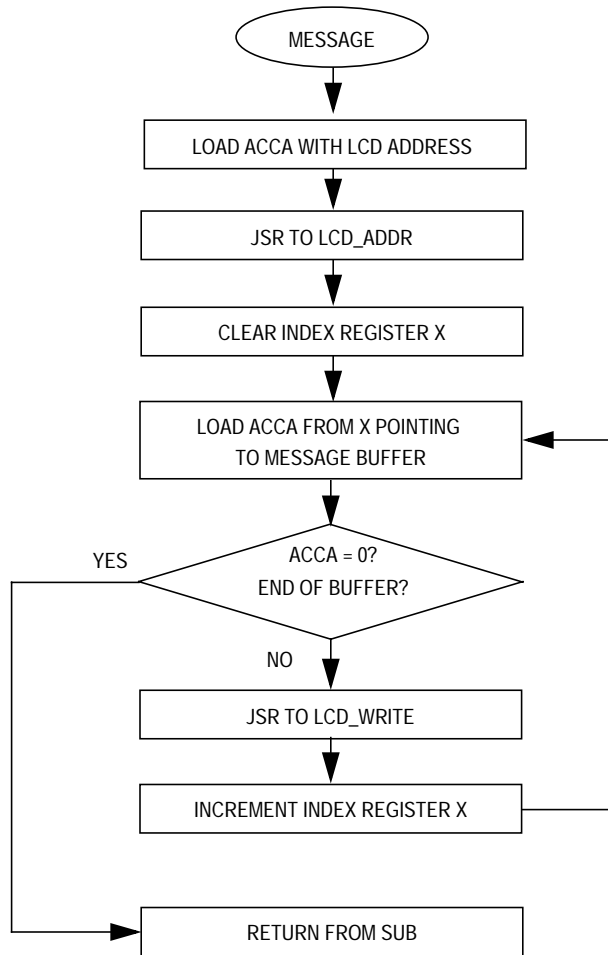 MESSAGE
LOAD ACCA WITH LCD ADDRESS
JSR TO LCD_ADDR
CLEAR INDEX REGISTER X
LOAD ACCA FROM X POINTING
TO MESSAGE BUFFER
ACCA = 0?
YES
END OF BUFFER?
NO
JSR TO LCD_WRITE
INCREMENT INDEX REGISTER X
RETURN FROM SUB